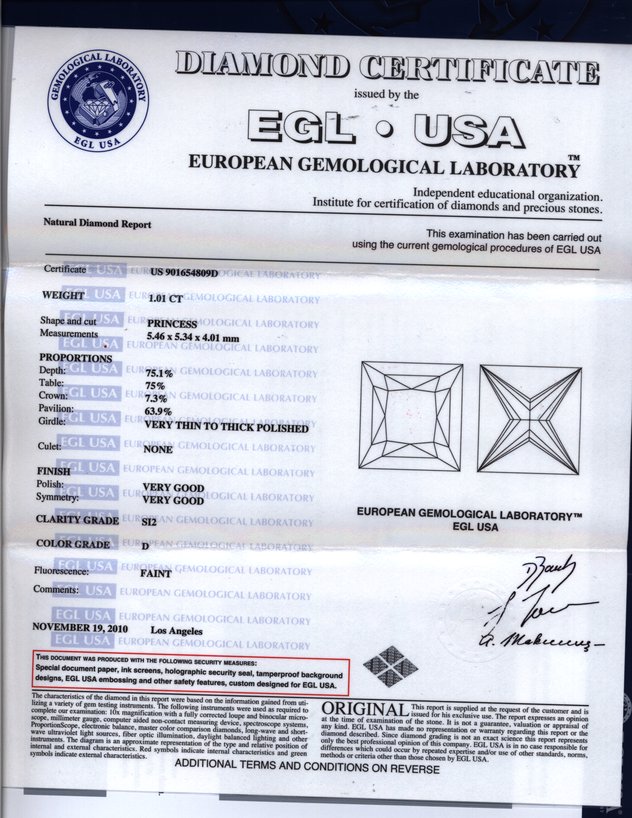 GEMOLOGICAL LABORATORY
EGL USA
DIAMOND CERTIFICATE
issued by the
EGL • USA
EUROPEAN GEMOLOGICAL LABORATORY™
Independent educational organization.
Institute for certification of diamonds and precious stones.
Natural Diamond Report
This examination has been carried out
using the current gemological procedures of EGL USA
Certificate US 901654809D
WEIGHT 1.01 CT
Shape and cut PRINCESS
Measurements 5.46 x 5.34 x 4.01 mm
PROPORTIONS
Depth: 75.1%
Table: 75%
Crown: 7.3%
Pavilion: 63.9%
Girdle: VERY THIN TO THICK POLISHED
Culet: NONE
FINISH
Polish: VERY GOOD
Symmetry: VERY GOOD
CLARITY GRADE SI2
COLOR GRADE D
Fluorescence: FAINT
Comments:
NOVEMBER 19, 2010 Los Angeles
EUROPEAN GEMOLOGICAL LABORATORY™
EGL USA
THIS DOCUMENT WAS PRODUCED WITH THE FOLLOWING SECURITY MEASURES:
Special document paper, ink screens, holographic security seal, tamperproof background
designs, EGL USA embossing and other safety features, custom designed for EGL USA.
The characteristics of the diamond in this report were based on the information gained from uti-
lizing a variety of gem testing instruments. The following instruments were used as required to
complete our examination: 10x magnification with a fully corrected loupe and binocular micro-
scope, millimeter gauge, computer aided non-contact measuring device, spectroscope systems,
ProportionScope, electronic balance, master color comparison diamonds, long-wave and short-
wave ultraviolet light sources, fiber optic illumination, daylight balanced lighting and other
instruments. The diagram is an approximate representation of the type and relative position of
internal and external characteristics. Red symbols indicate internal characteristics and green
symbols indicate external characteristics.
ORIGINAL This report is supplied at the request of the customer and is
issued for his exclusive use. The report expresses an opinion
at the time of examination of the stone. It is not a guarantee, valuation or appraisal of
any kind. EGL USA has made no representation or warranty regarding this report or the
diamond described. Since diamond grading is not an exact science this report represents
only the best professional opinion of this company. EGL USA is in no case responsible for
differences which could occur by repeated expertise and/or use of other standards, norms,
methods or criteria other than those chosen by EGL USA.
ADDITIONAL TERMS AND CONDITIONS ON REVERSE